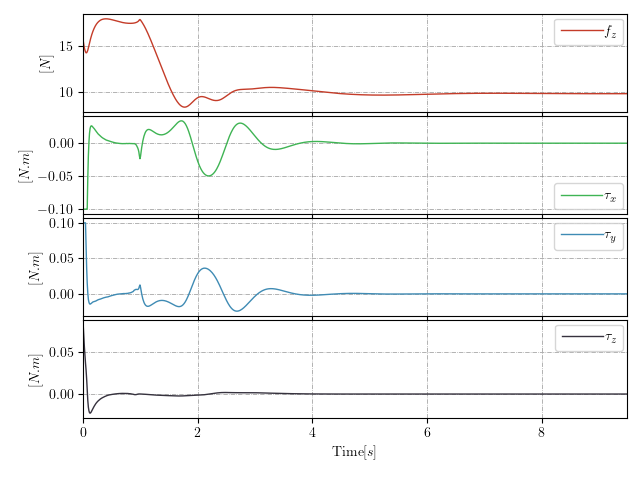 15
10
[N]
f_z
0.00
−0.05
−0.10
[N.m]
τ_x
0.10
0.05
0.00
[N.m]
τ_y
0.05
0.00
[N.m]
τ_z
0 2 4 6 8
Time[s]